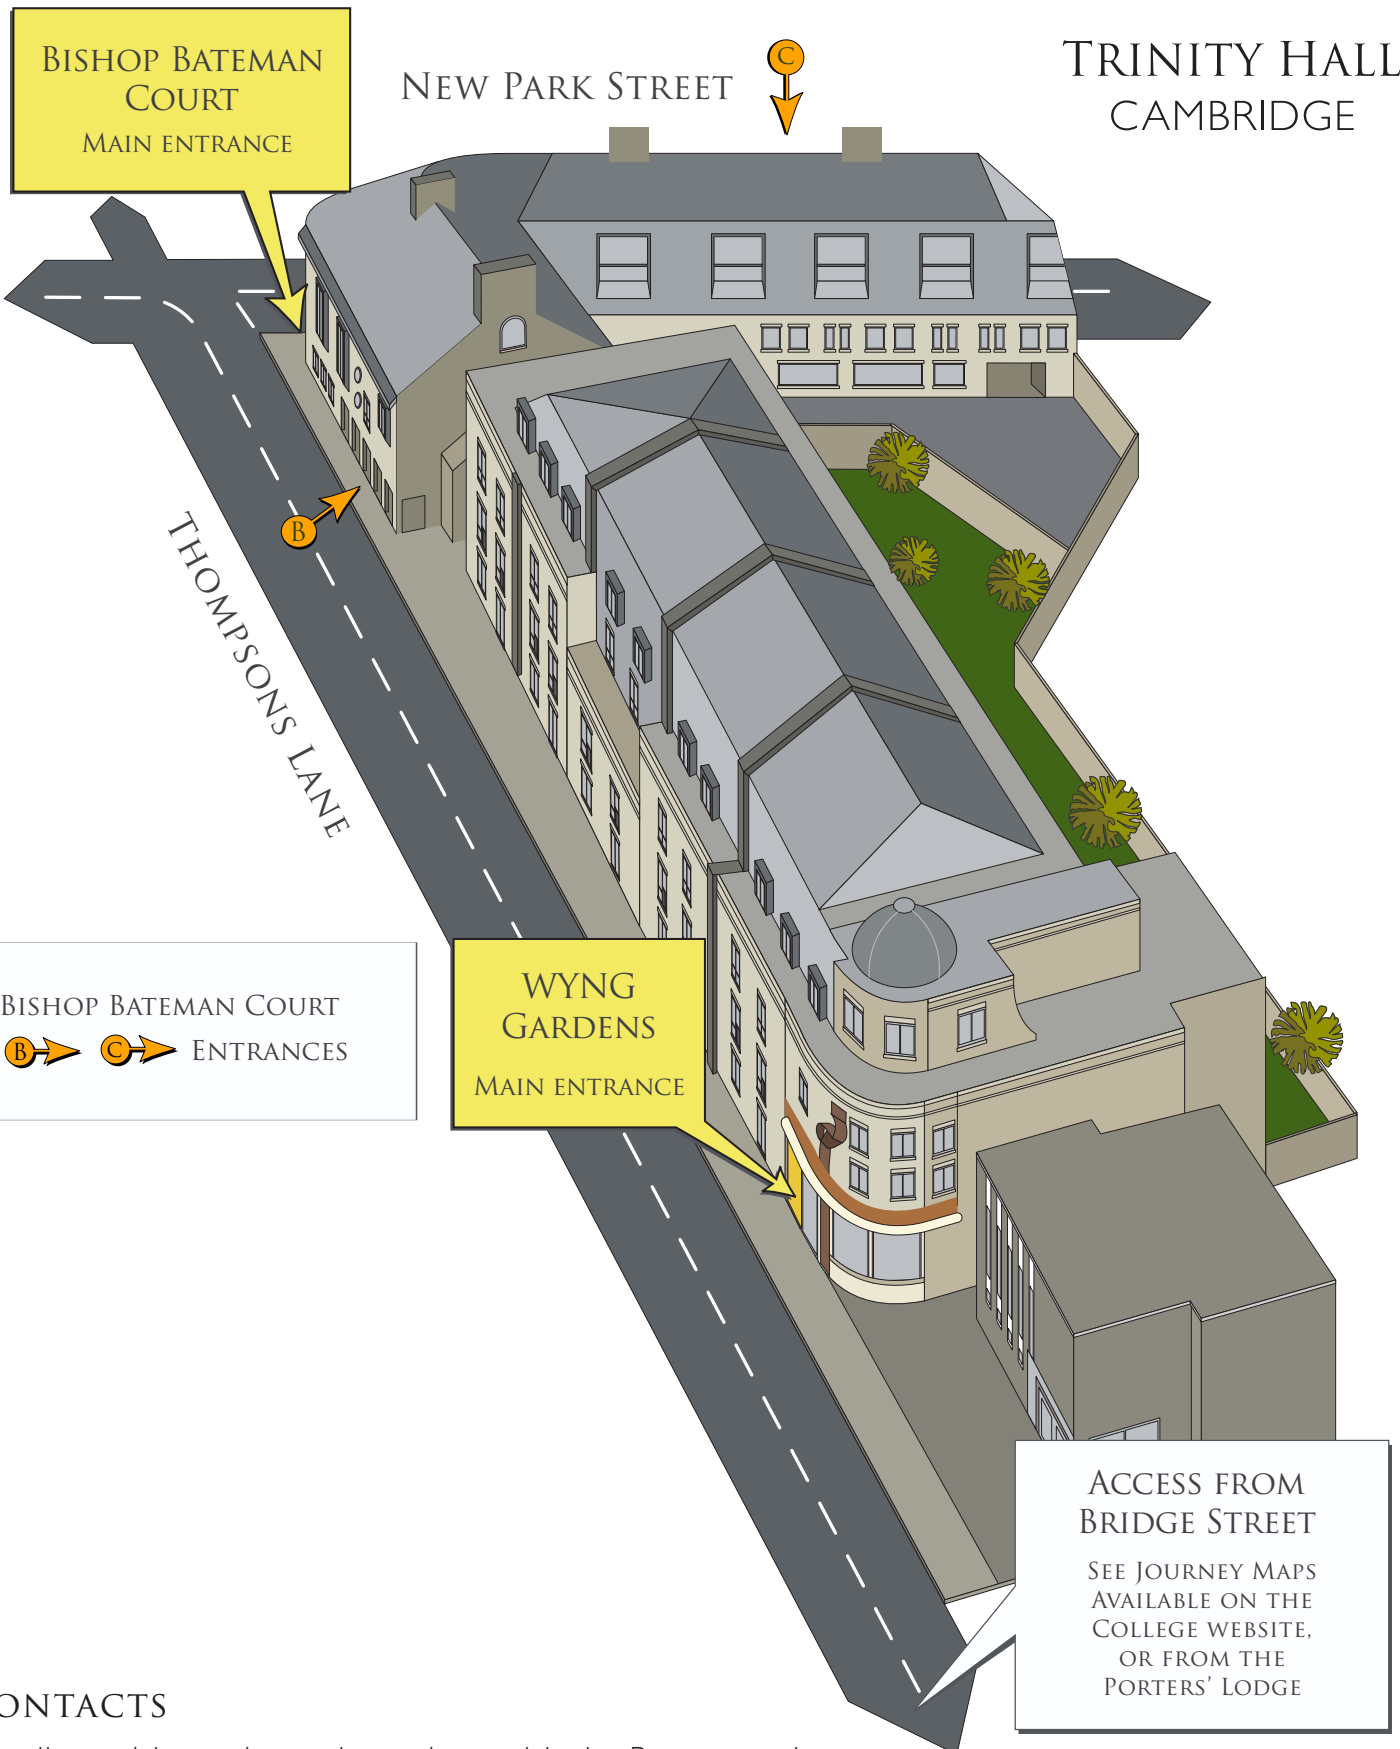 Bishop Bateman
Court
Main entrance
New Park Street
C
Trinity Hall
CAMBRIDGE
B
Thompsons Lane
Bishop Bateman Court
B C Entrances
WYNG
Gardens
Main entrance
Access from
Bridge Street
See Journey Maps
Available on the
College website,
or from the
Porters' Lodge
ontacts